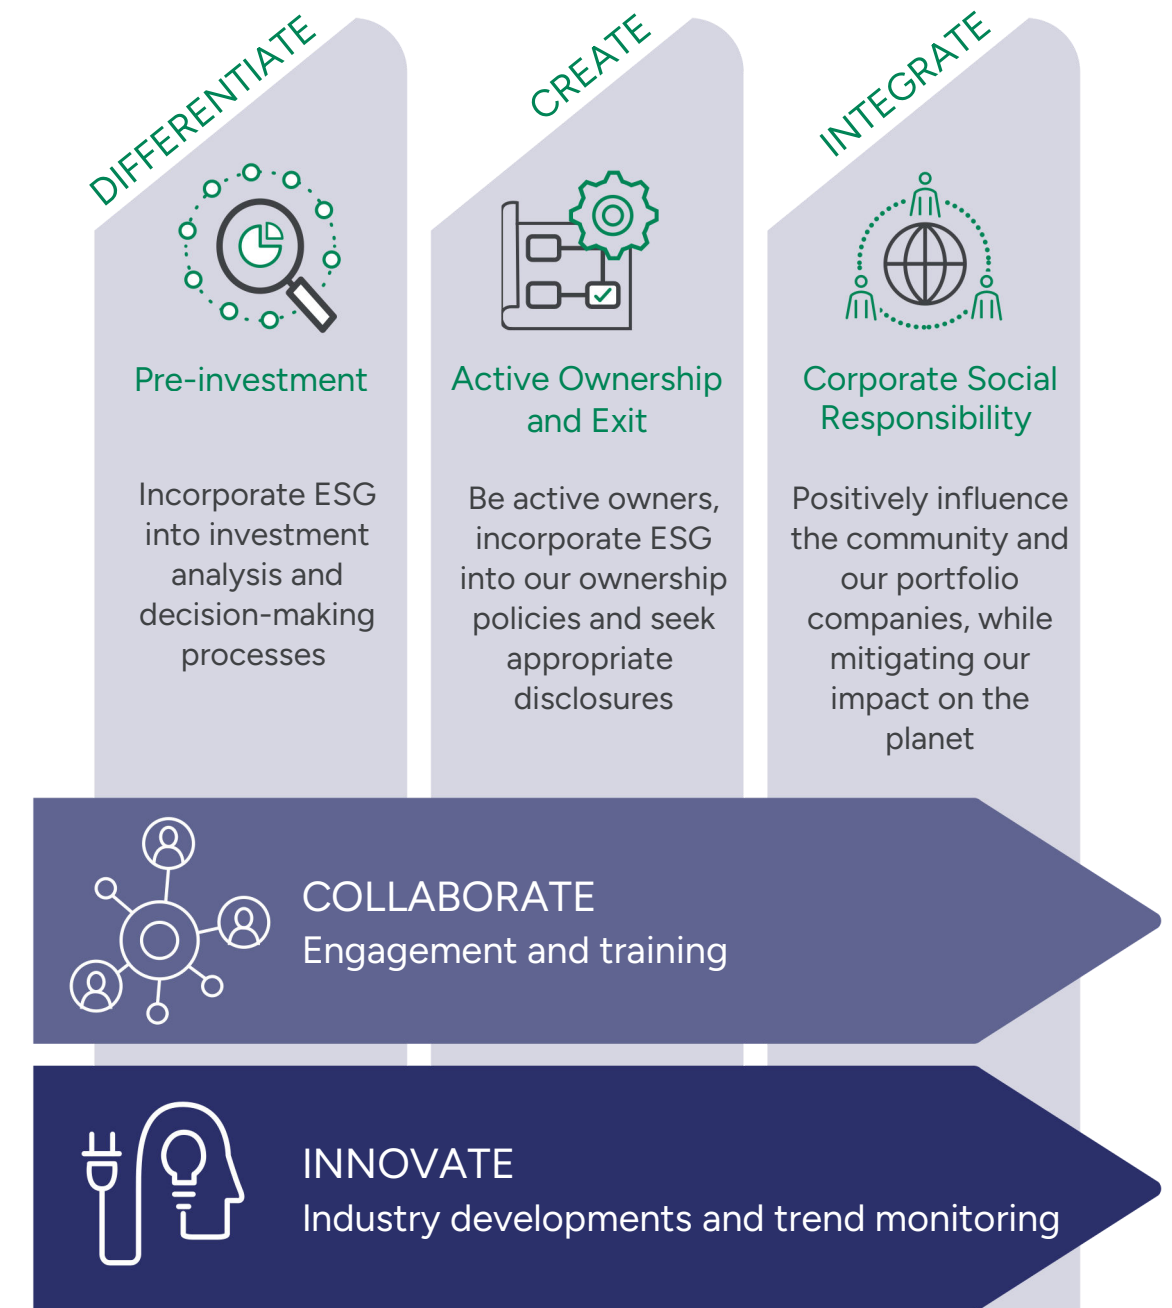 DIFFERENTIATE
Pre-investment
Incorporate ESG
into investment
analysis and
decision-making
processes
CREATE
Active Ownership
and Exit
Be active owners,
incorporate ESG
into our ownership
policies and seek
appropriate
disclosures
INTEGRATE
Corporate Social
Responsibility
Positively influence
the community and
our portfolio
companies, while
mitigating our
impact on the
planet
COLLABORATE
Engagement and training
INNOVATE
Industry developments and trend monitoring